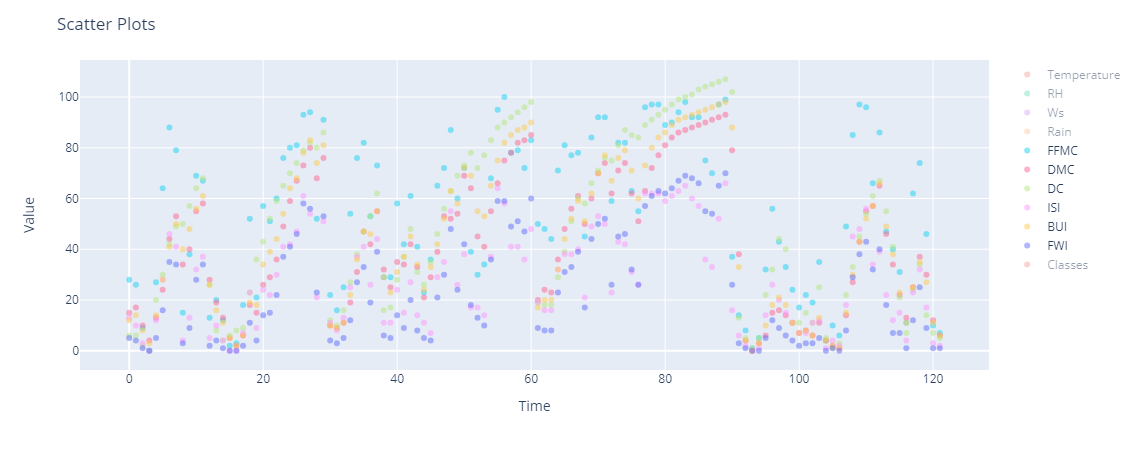 Scatter Plots
Value
100
80
60
40
20
0
0
20
40
60
80
100
120
Time
Temperature
RH
Ws
Rain
FFMC
DMC
DC
ISI
BUI
FWI
Classes